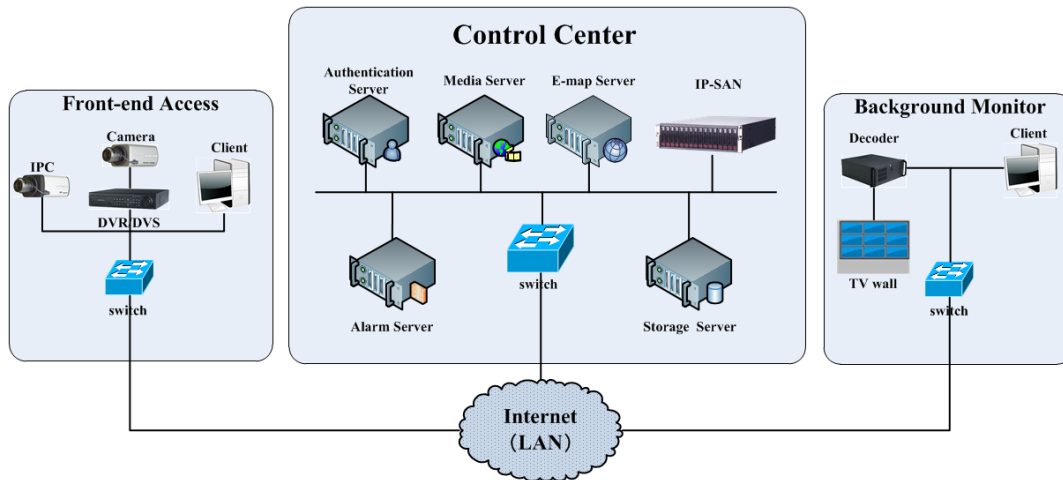 Control Center
Authentication
Server
Media Server
E-map Server
IP-SAN
Alarm Server
switch
Storage Server
Front-end Access
Camera
IPC
Client
DVR/DVS
switch
Background Monitor
Decoder
Client
TV wall
switch
Internet
（LAN）